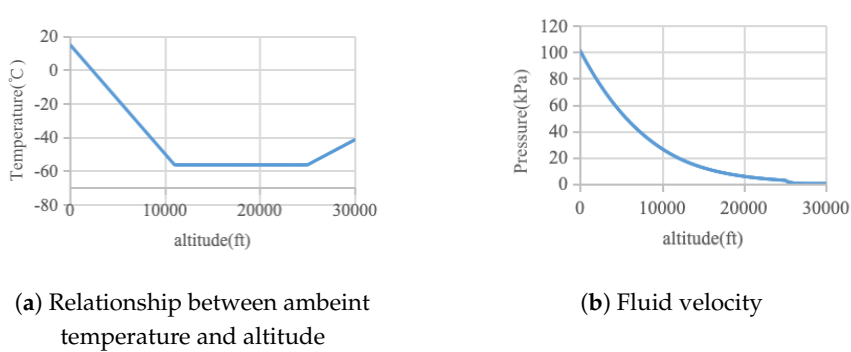 20
0
-20
-40
-60
-80
Temperature(℃)
0 10000 20000 30000
altitude(ft)
120
100
80
60
40
20
0
Pressure(kPa)
0 10000 20000 30000
altitude(ft)
(a) Relationship between ambeint
temperature and altitude
(b) Fluid velocity